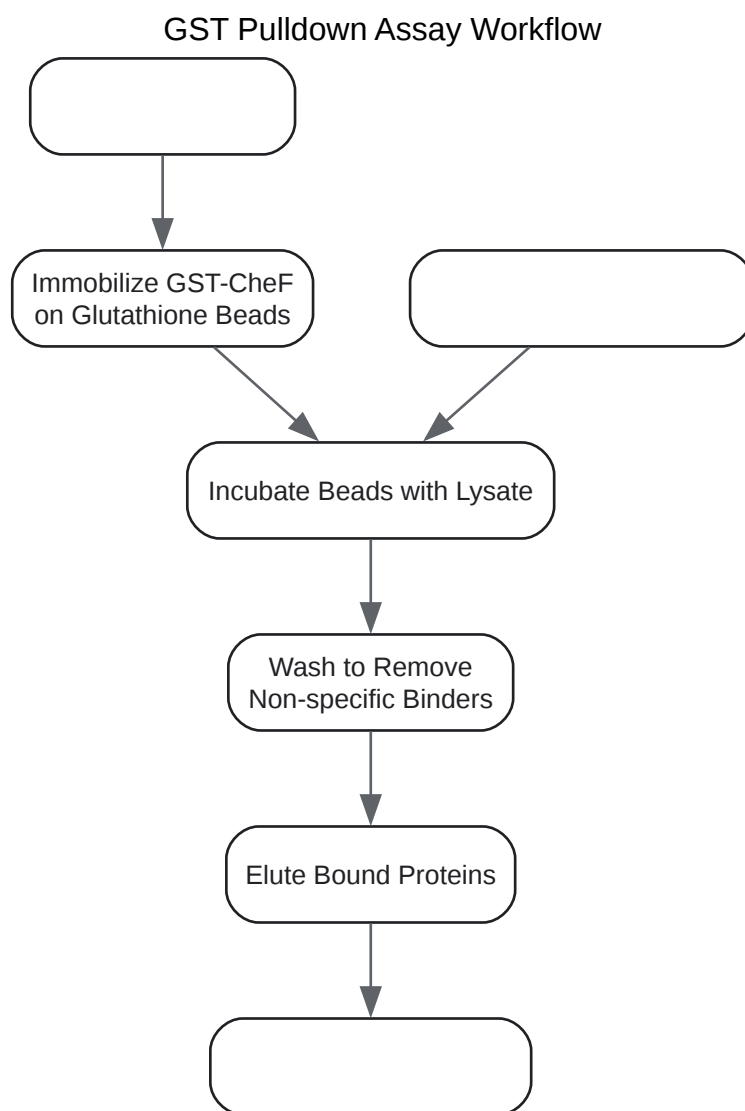 GST Pulldown Assay Workflow
Immobilize GST-CheF
on Glutathione Beads
Incubate Beads with Lysate
Wash to Remove
Non-specific Binders
Elute Bound Proteins